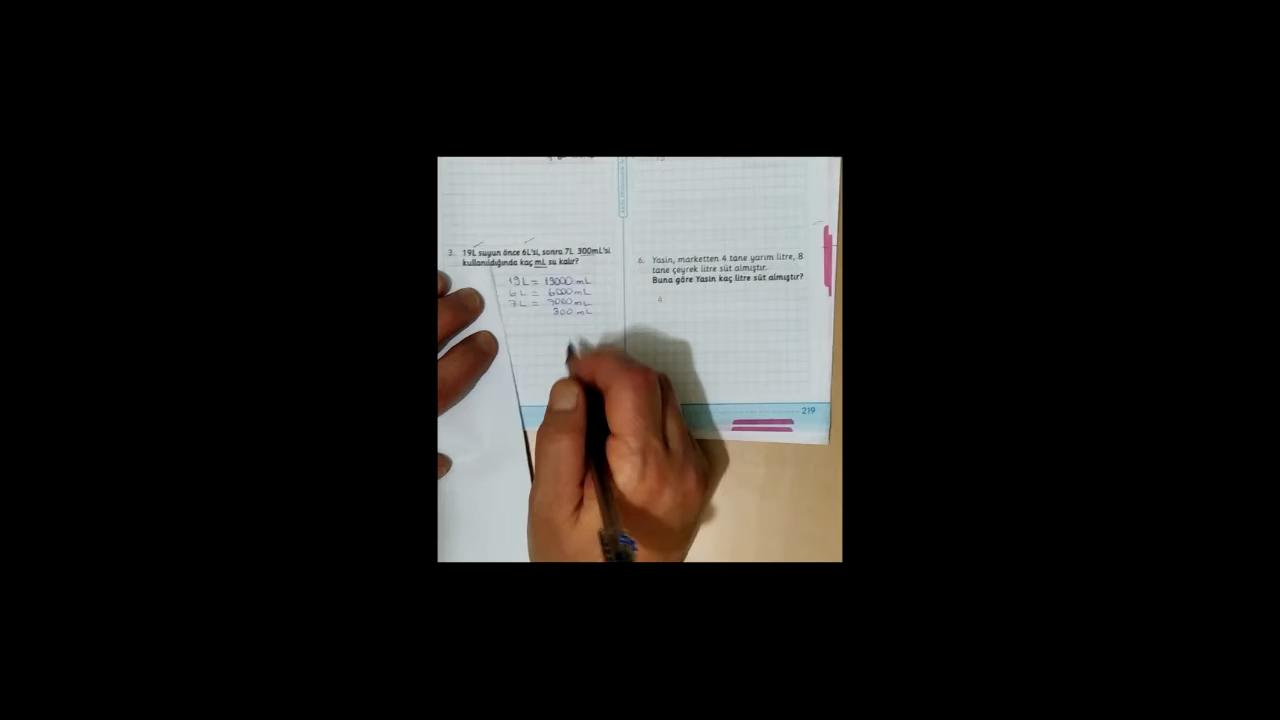 3. 19L suyun önce 6L'si, sonra 7L 300mL'si
kullanıldığında kaç mL su kalır?
19L = 19000 mL
6L = 6000 mL
7L = 7000 mL
300 mL
6. Yasin, marketten 4 tane yarım litre, 8
tane çeyrek litre süt almıştır.
Buna göre Yasin kaç litre süt almıştır?
219